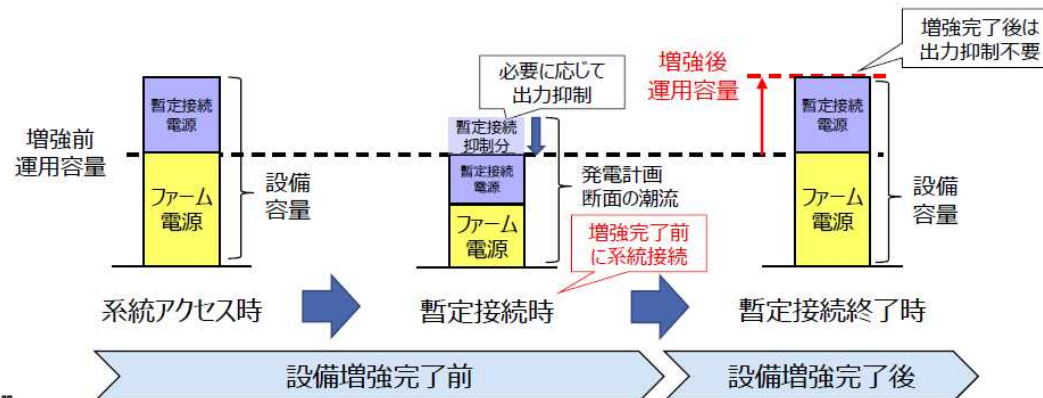 増強完了後は
出力抑制不要
増強後
運用容量
必要に応じて
出力抑制
暫定接続
電源
暫定接続
抑制分
暫定接続
電源
増強前
運用容量
暫定接続
電源
ファーム
電源
設備
容量
ファーム
電源
発電計画
断面の潮流
増強完了前
に系統接続
ファーム
電源
設備
容量
系統アクセス時
暫定接続時
暫定接続終了時
設備増強完了前
設備増強完了後